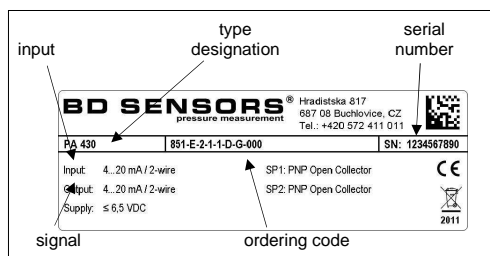 type
designation
serial
number
input
BD SENSORS®
pressure measurement
Hradistska 817
687 08 Buchlovice, CZ
Tel.: +420 572 411 011
PA 430 851-E-2-1-1-D-G-000 SN: 1234567890
Input: 4...20 mA / 2-wire SP1: PNP Open Collector
Output: 4...20 mA / 2-wire SP2: PNP Open Collector
Supply: ≤ 6,5 VDC
CE
2011
signal
ordering code